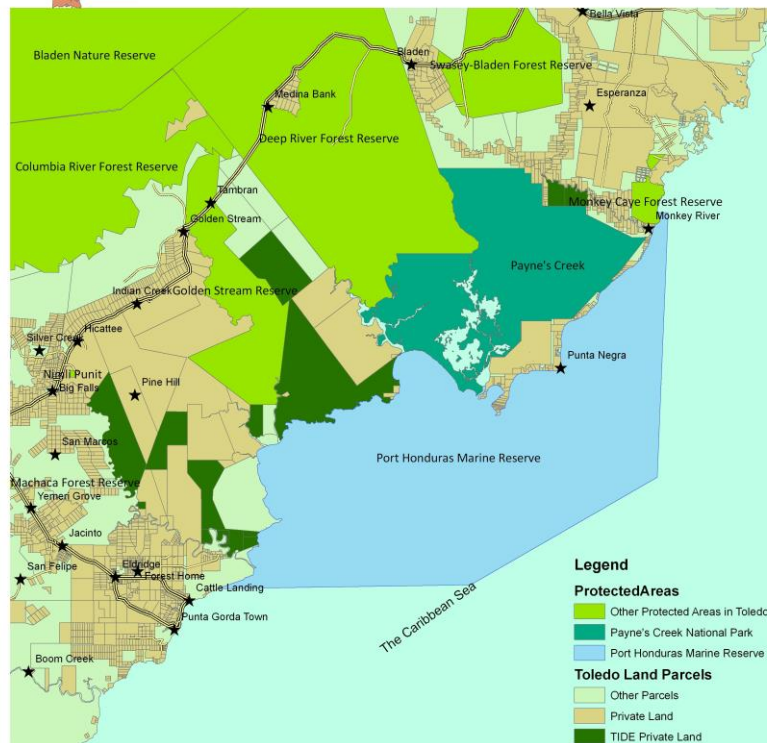 Bella Vista
Bladen Nature Reserve
Bladen
Swasey-Bladen Forest Reserve
Medina Bank
Esperanza
Deep River Forest Reserve
Columbia River Forest Reserve
Tambran
Monkey Caye Forest Reserve
Golden Stream
Monkey River
Payne's Creek
Indian Creek
Golden Stream Reserve
Silver Creek
Hicattee
Punta Negra
Nimli Punit
Big Falls
Pine Hill
San Marcos
Port Honduras Marine Reserve
Machaca Forest Reserve
Yemeri Grove
Jacinto
San Felipe
Eldridge
Forest Home
Cattle Landing
Punta Gorda Town
Boom Creek
The Caribbean Sea
Legend
ProtectedAreas
Other Protected Areas in Toledo
Payne's Creek National Park
Port Honduras Marine Reserve
Toledo Land Parcels
Other Parcels
Private Land
TIDE Private Land